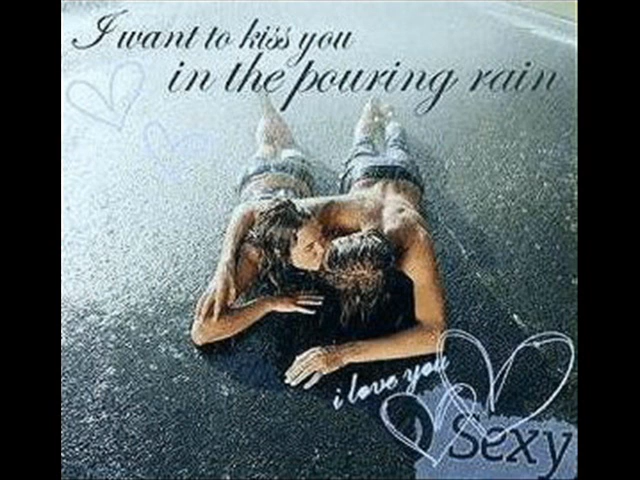 I want to kiss you
in the pouring rain
i love you
Sexy